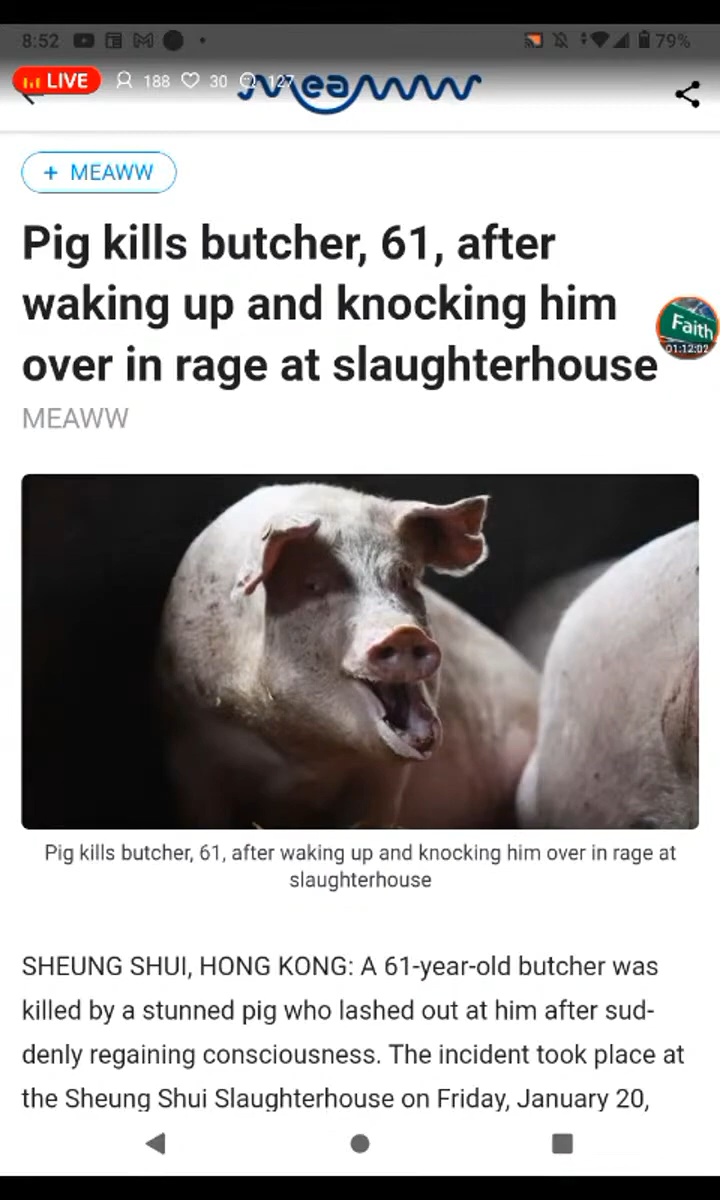 8:52
79%
LIVE 188 30 127
meaww
+ MEAWW
Pig kills butcher, 61, after
waking up and knocking him
over in rage at slaughterhouse
Faith
01:12:02
MEAWW
Pig kills butcher, 61, after waking up and knocking him over in rage at
slaughterhouse
SHEUNG SHUI, HONG KONG: A 61-year-old butcher was
killed by a stunned pig who lashed out at him after sud-
denly regaining consciousness. The incident took place at
the Sheung Shui Slaughterhouse on Friday, January 20,